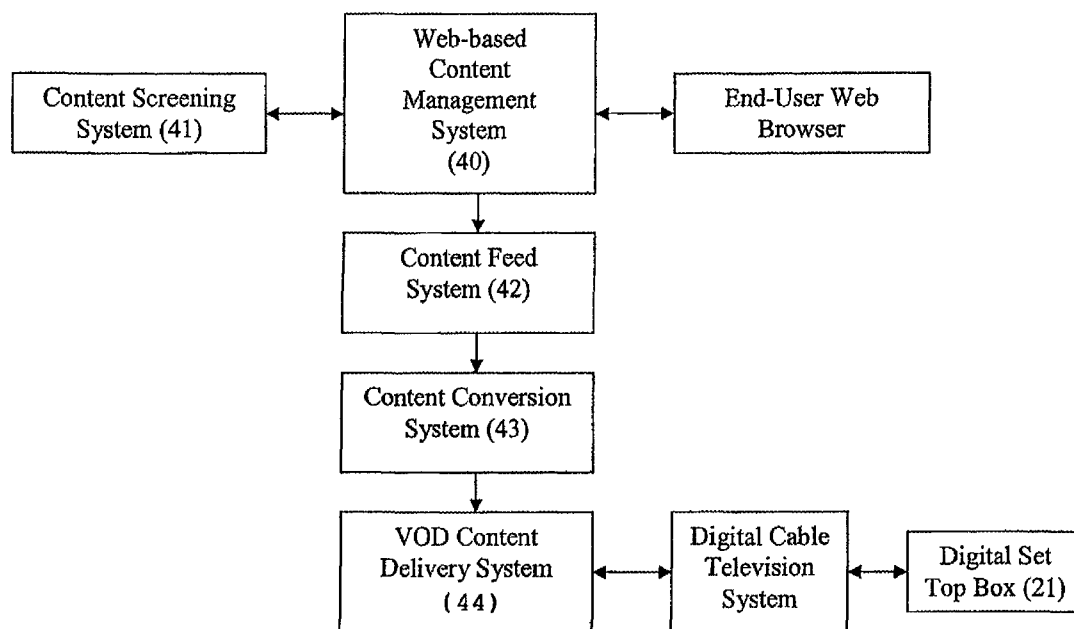 Web-based
Content
Management
System
(40)
Content Screening
System (41)
End-User Web
Browser
Content Feed
System (42)
Content Conversion
System (43)
VOD Content
Delivery System
(44)
Digital Cable
Television
System
Digital Set
Top Box (21)